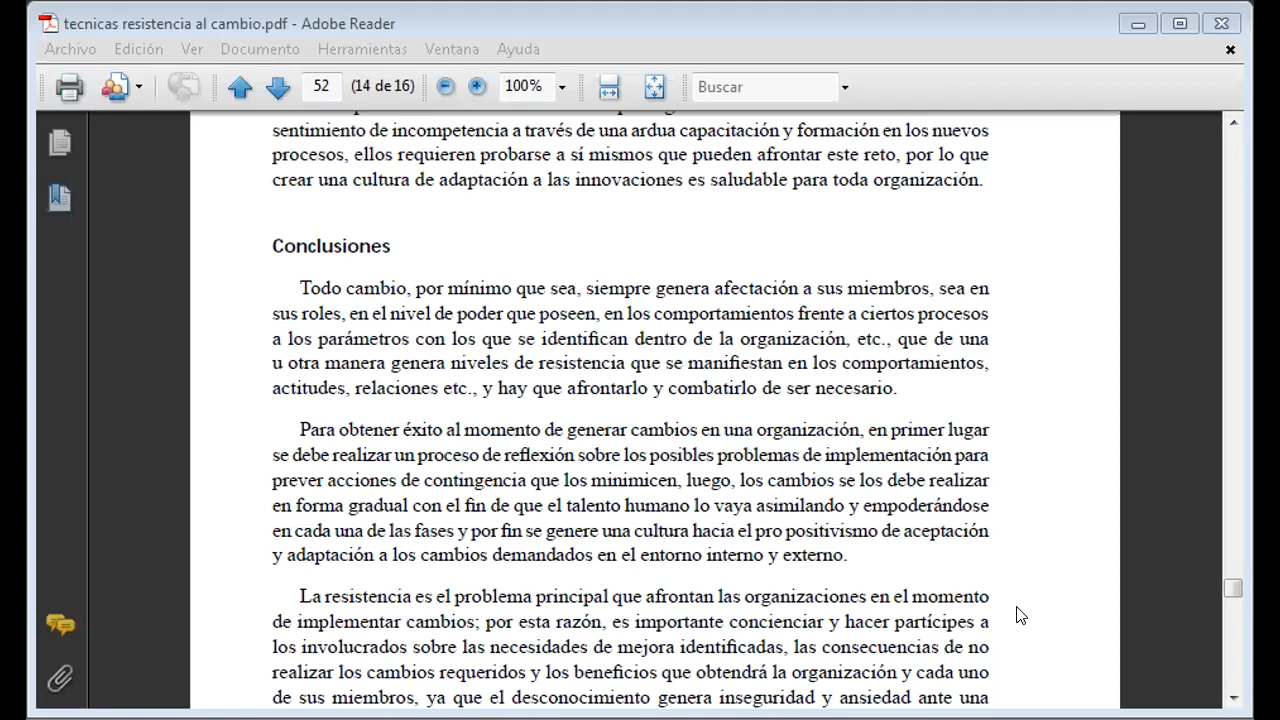 tecnicas resistencia al cambio.pdf - Adobe Reader
Archivo Edición Ver Documento Herramientas Ventana Ayuda
52 (14 de 16) 100% Buscar
sentimiento de incompetencia a través de una ardua capacitación y formación en los nuevos
procesos, ellos requieren probarse a sí mismos que pueden afrontar este reto, por lo que
crear una cultura de adaptación a las innovaciones es saludable para toda organización.
Conclusiones
Todo cambio, por mínimo que sea, siempre genera afectación a sus miembros, sea en
sus roles, en el nivel de poder que poseen, en los comportamientos frente a ciertos procesos
a los parámetros con los que se identifican dentro de la organización, etc., que de una
u otra manera genera niveles de resistencia que se manifiestan en los comportamientos,
actitudes, relaciones etc., y hay que afrontarlo y combatirlo de ser necesario.
Para obtener éxito al momento de generar cambios en una organización, en primer lugar
se debe realizar un proceso de reflexión sobre los posibles problemas de implementación para
prever acciones de contingencia que los minimicen, luego, los cambios se los debe realizar
en forma gradual con el fin de que el talento humano lo vaya asimilando y empoderándose
en cada una de las fases y por fin se genere una cultura hacia el pro positivismo de aceptación
y adaptación a los cambios demandados en el entorno interno y externo.
La resistencia es el problema principal que afrontan las organizaciones en el momento
de implementar cambios; por esta razón, es importante concienciar y hacer partícipes a
los involucrados sobre las necesidades de mejora identificadas, las consecuencias de no
realizar los cambios requeridos y los beneficios que obtendrá la organización y cada uno
de sus miembros, ya que el desconocimiento genera inseguridad y ansiedad ante una